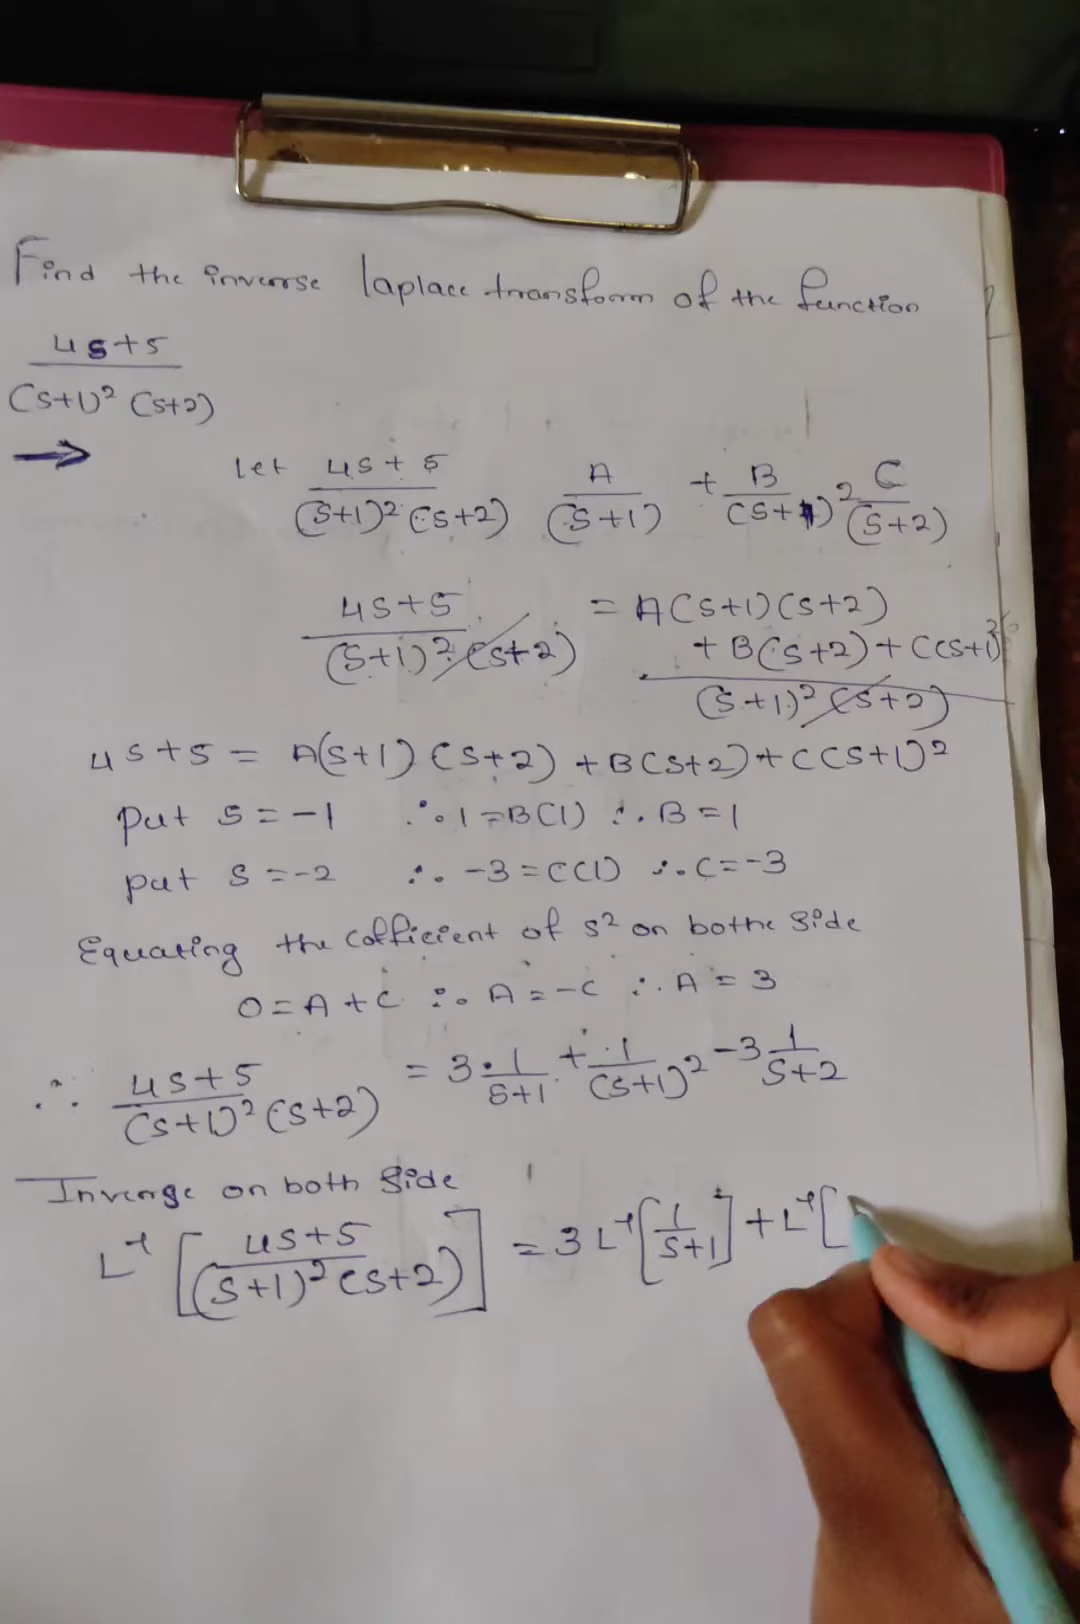 Find the inverse laplace transform of the function
4s+5
(s+1)² (s+2)
→ let 4s+5/(s+1)²(s+2) A/(s+1) + B/(s+1)² C/(s+2)
4s+5/(s+1)²(s+2) = A(s+1)(s+2)
+ B(s+2)+C(s+1)²
(s+1)²(s+2)
4s+5 = A(s+1)(s+2)+B(s+2)+C(s+1)²
put s=-1 ∴ 1=B(1) ∴ B=1
put s=-2 ∴ -3=C(1) ∴ C=-3
Equating the cofficient of s² on bothe side
0=A+C ∴ A=-C ∴ A=3
∴ 4s+5/(s+1)²(s+2) = 3·1/s+1 + 1/(s+1)² -3 1/s+2
Inverse on both side
L⁻¹[4s+5/(s+1)²(s+2)] = 3L⁻¹[1/s+1]+L⁻¹[